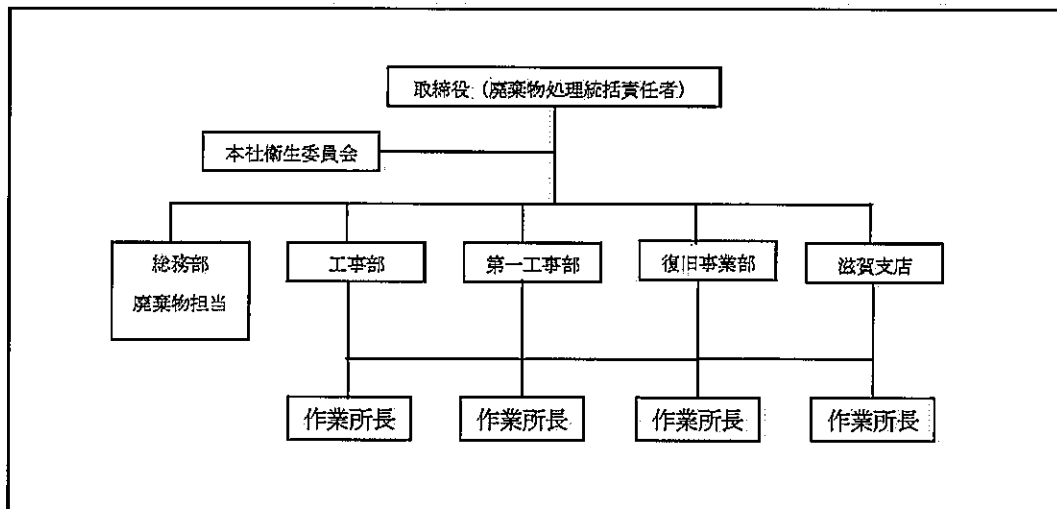 取締役（廃棄物処理統括責任者）
本社衛生委員会
総務部
廃棄物担当
工事部
第一工事部
復旧事業部
滋賀支店
作業所長
作業所長
作業所長
作業所長